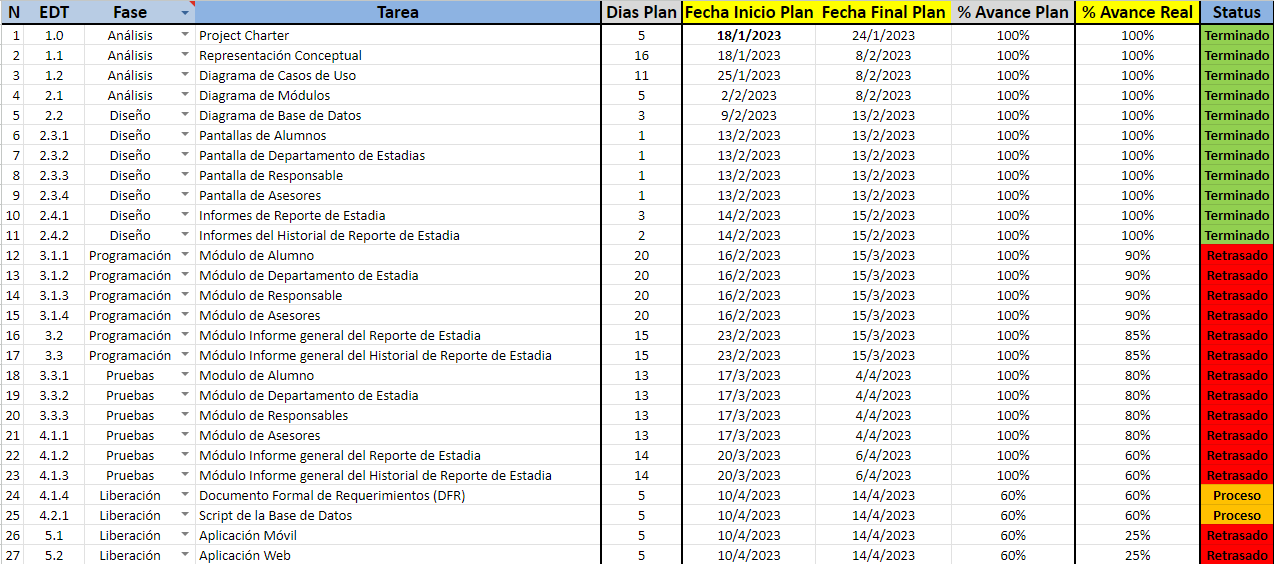 N EDT Fase Tarea Dias Plan Fecha Inicio Plan Fecha Final Plan % Avance Plan % Avance Real Status
1 1.0 Análisis Project Charter 5 18/1/2023 24/1/2023 100% 100% Terminado
2 1.1 Análisis Representación Conceptual 16 18/1/2023 8/2/2023 100% 100% Terminado
3 1.2 Análisis Diagrama de Casos de Uso 11 25/1/2023 8/2/2023 100% 100% Terminado
4 2.1 Análisis Diagrama de Módulos 5 2/2/2023 8/2/2023 100% 100% Terminado
5 2.2 Diseño Diagrama de Base de Datos 3 9/2/2023 13/2/2023 100% 100% Terminado
6 2.3.1 Diseño Pantallas de Alumnos 1 13/2/2023 13/2/2023 100% 100% Terminado
7 2.3.2 Diseño Pantalla de Departamento de Estadias 1 13/2/2023 13/2/2023 100% 100% Terminado
8 2.3.3 Diseño Pantalla de Responsable 1 13/2/2023 13/2/2023 100% 100% Terminado
9 2.3.4 Diseño Pantalla de Asesores 1 13/2/2023 13/2/2023 100% 100% Terminado
10 2.4.1 Diseño Informes de Reporte de Estadia 3 14/2/2023 15/2/2023 100% 100% Terminado
11 2.4.2 Diseño Informes del Historial de Reporte de Estadia 2 14/2/2023 15/2/2023 100% 100% Terminado
12 3.1.1 Programación Módulo de Alumno 20 16/2/2023 15/3/2023 100% 90% Retrasado
13 3.1.2 Programación Módulo de Departamento de Estadia 20 16/2/2023 15/3/2023 100% 90% Retrasado
14 3.1.3 Programación Módulo de Responsable 20 16/2/2023 15/3/2023 100% 90% Retrasado
15 3.1.4 Programación Módulo de Asesores 20 16/2/2023 15/3/2023 100% 90% Retrasado
16 3.2 Programación Módulo Informe general del Reporte de Estadia 15 23/2/2023 15/3/2023 100% 85% Retrasado
17 3.3 Programación Módulo Informe general del Historial de Reporte de Estadia 15 23/2/2023 15/3/2023 100% 85% Retrasado
18 3.3.1 Pruebas Modulo de Alumno 13 17/3/2023 4/4/2023 100% 80% Retrasado
19 3.3.2 Pruebas Módulo de Departamento de Estadia 13 17/3/2023 4/4/2023 100% 80% Retrasado
20 3.3.3 Pruebas Módulo de Responsables 13 17/3/2023 4/4/2023 100% 80% Retrasado
21 4.1.1 Pruebas Módulo de Asesores 13 17/3/2023 4/4/2023 100% 80% Retrasado
22 4.1.2 Pruebas Módulo Informe general del Reporte de Estadia 14 20/3/2023 6/4/2023 100% 60% Retrasado
23 4.1.3 Pruebas Módulo Informe general del Historial de Reporte de Estadia 14 20/3/2023 6/4/2023 100% 60% Retrasado
24 4.1.4 Liberación Documento Formal de Requerimientos (DFR) 5 10/4/2023 14/4/2023 60% 60% Proceso
25 4.2.1 Liberación Script de la Base de Datos 5 10/4/2023 14/4/2023 60% 60% Proceso
26 5.1 Liberación Aplicación Móvil 5 10/4/2023 14/4/2023 60% 25% Retrasado
27 5.2 Liberación Aplicación Web 5 10/4/2023 14/4/2023 60% 25% Retrasado